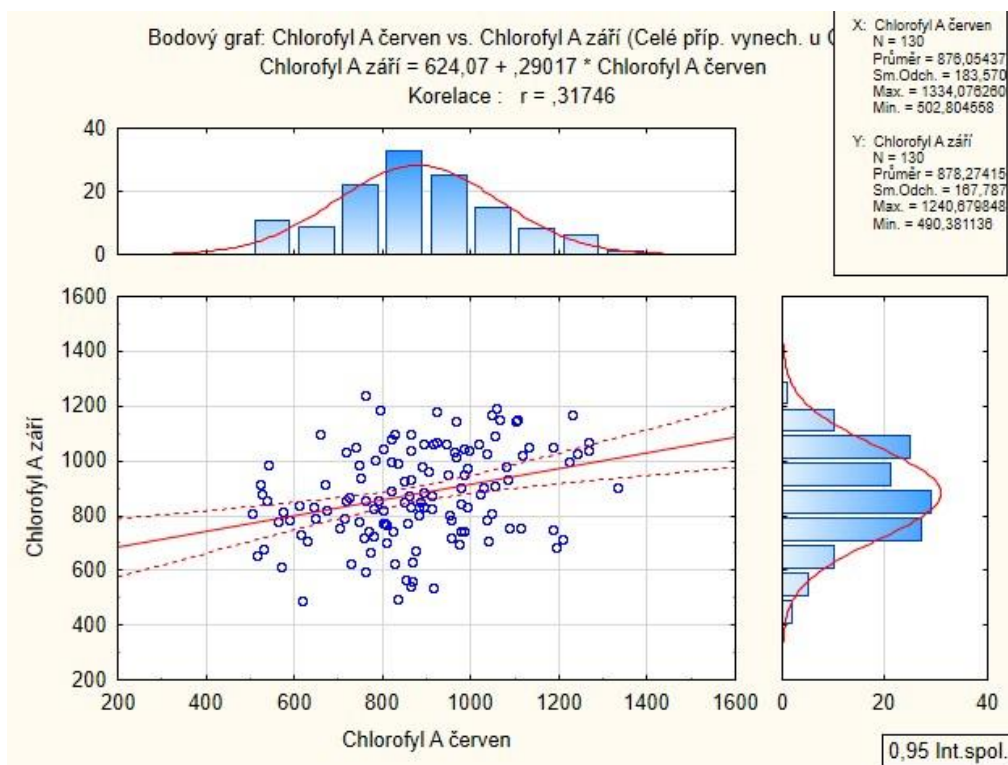 Bodový graf: Chlorofyl A červen vs. Chlorofyl A září (Celé příp. vynech. u
Chlorofyl A září = 624,07 + ,29017 * Chlorofyl A červen
Korelace : r = ,31746
X: Chlorofyl A červen
N = 130
Průměr = 876,05437
Sm.Odch. = 183,570
Max. = 1334,076260
Min. = 502,804658
Y: Chlorofyl A září
N = 130
Průměr = 878,27415
Sm.Odch. = 167,787
Max. = 1240,679848
Min. = 490,381136
40
20
0
1600
1400
1200
1000
800
600
400
200
Chlorofyl A září
200 400 600 800 1000 1200 1400 1600
Chlorofyl A červen
0 20 40
0,95 Int.spol.